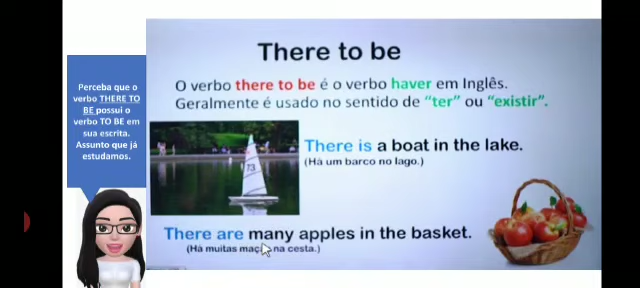 There to be
Perceba que o
verbo THERE TO
BE possui o
verbo TO BE em
sua escrita.
Assunto que já
estudamos.
O verbo there to be é o verbo haver em Inglês.
Geralmente é usado no sentido de “ter” ou “existir”.
73
There is a boat in the lake.
(Há um barco no lago.)
There are many apples in the basket.
(Há muitas na cesta.)